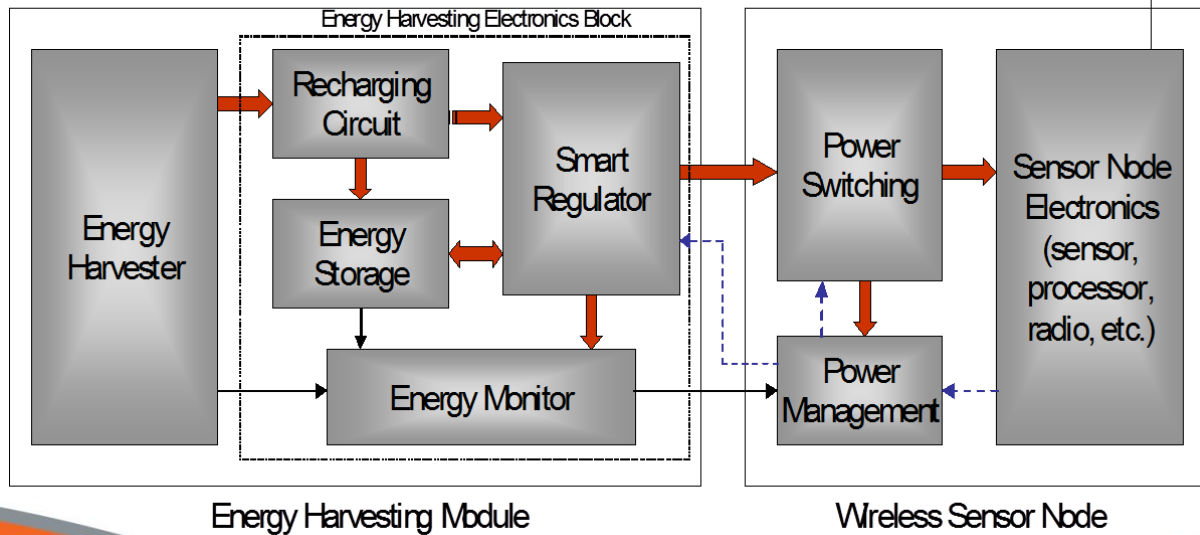 Energy Harvesting Electronics Block
Energy
Harvester
Recharging
Circuit
Energy
Storage
Smart
Regulator
Energy Monitor
Power
Switching
Power
Management
Sensor Node
Electronics
(sensor,
processor,
radio, etc.)
Energy Harvesting Module
Wireless Sensor Node